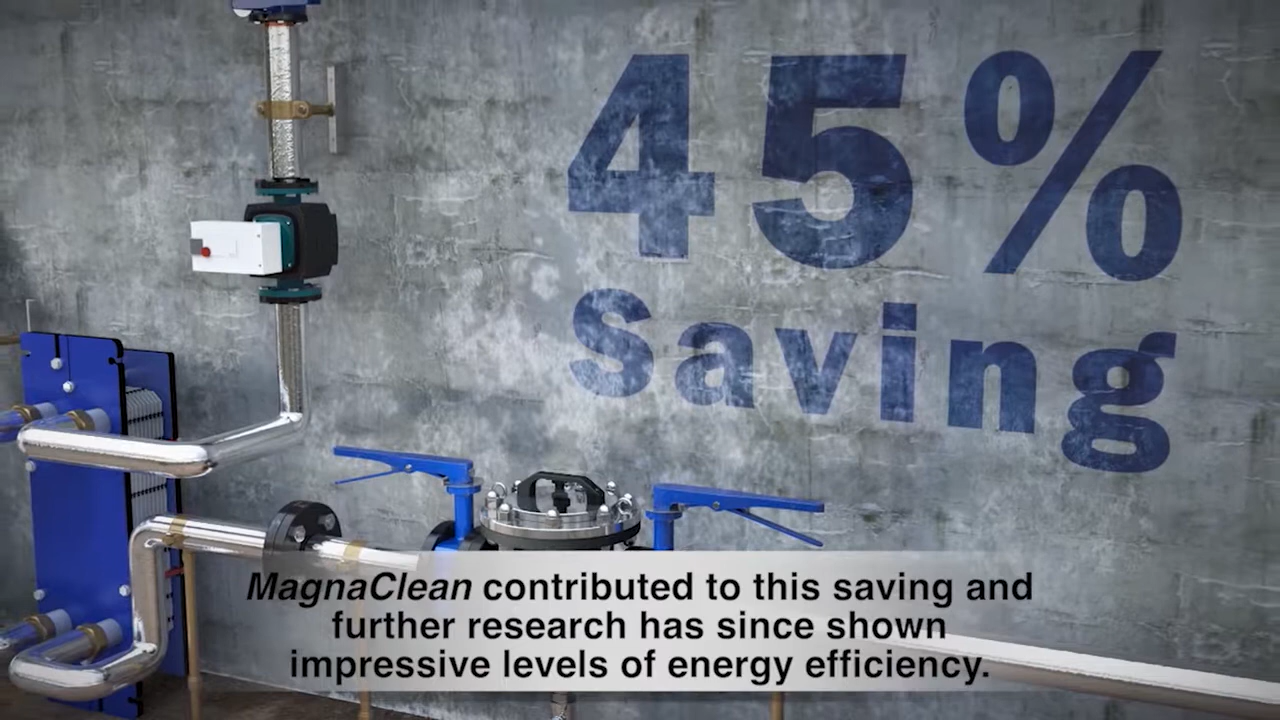 45%
Saving
MagnaClean contributed to this saving and
further research has since shown
impressive levels of energy efficiency.